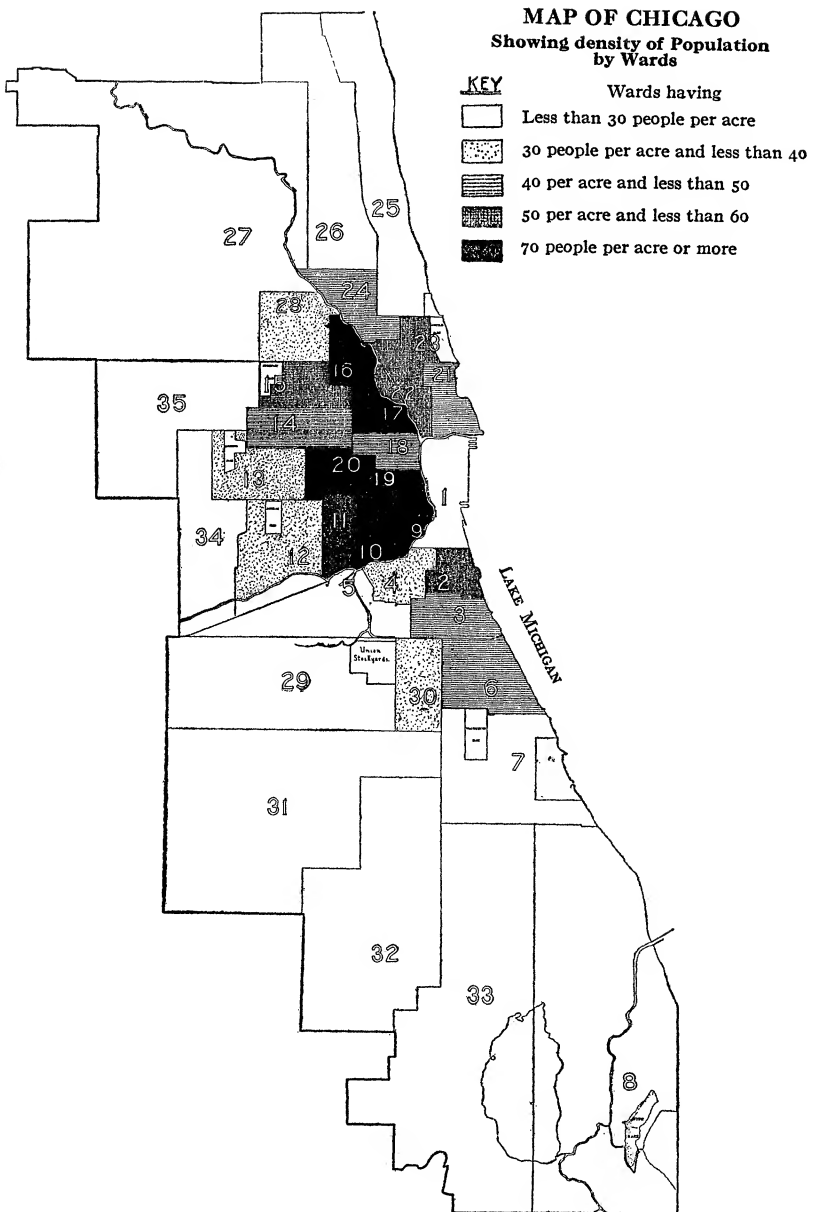 MAP OF CHICAGO
Showing density of Population
by Wards
KEY
Wards having
Less than 30 people per acre
30 people per acre and less than 40
40 per acre and less than 50
50 per acre and less than 60
70 people per acre or more
25
27
26
24
28
23
16
15
22
21
35
17
14
18
20
13
19
1
11
9
34
12
10
5
4
2
LAKE MICHIGAN
3
Union
Stockyards
29
30
6
7
31
32
33
8